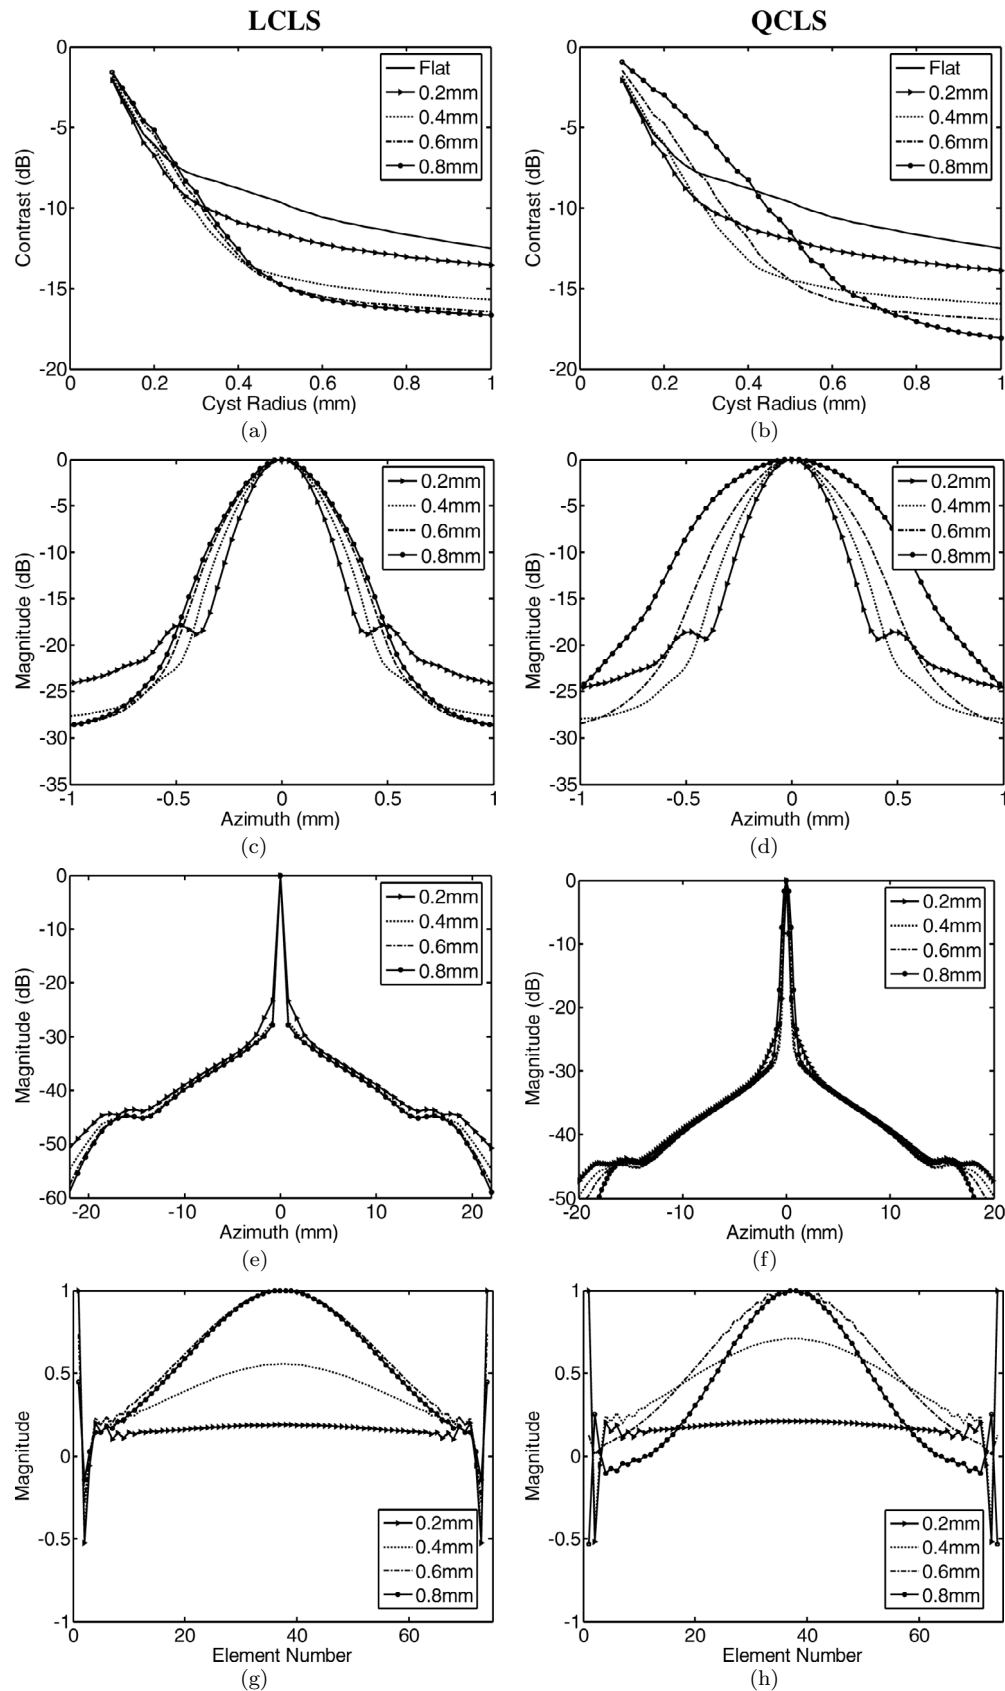 LCLS
QCLS
0
-5
-10
-15
-20
Contrast (dB)
Flat
0.2mm
0.4mm
0.6mm
0.8mm
0 0.2 0.4 0.6 0.8 1
Cyst Radius (mm)
(a)
0
-5
-10
-15
-20
Contrast (dB)
Flat
0.2mm
0.4mm
0.6mm
0.8mm
0 0.2 0.4 0.6 0.8 1
Cyst Radius (mm)
(b)
0
-5
-10
-15
-20
-25
-30
-35
Magnitude (dB)
0.2mm
0.4mm
0.6mm
0.8mm
-1 -0.5 0 0.5 1
Azimuth (mm)
(c)
0
-5
-10
-15
-20
-25
-30
-35
Magnitude (dB)
0.2mm
0.4mm
0.6mm
0.8mm
-1 -0.5 0 0.5 1
Azimuth (mm)
(d)
0
-10
-20
-30
-40
-50
-60
Magnitude (dB)
0.2mm
0.4mm
0.6mm
0.8mm
-20 -10 0 10 20
Azimuth (mm)
(e)
0
-10
-20
-30
-40
-50
Magnitude (dB)
0.2mm
0.4mm
0.6mm
0.8mm
-20 -10 0 10 20
Azimuth (mm)
(f)
1
0.5
0
-0.5
-1
Magnitude
0.2mm
0.4mm
0.6mm
0.8mm
0 20 40 60
Element Number
(g)
1
0.5
0
-0.5
-1
Magnitude
0.2mm
0.4mm
0.6mm
0.8mm
0 20 40 60
Element Number
(h)